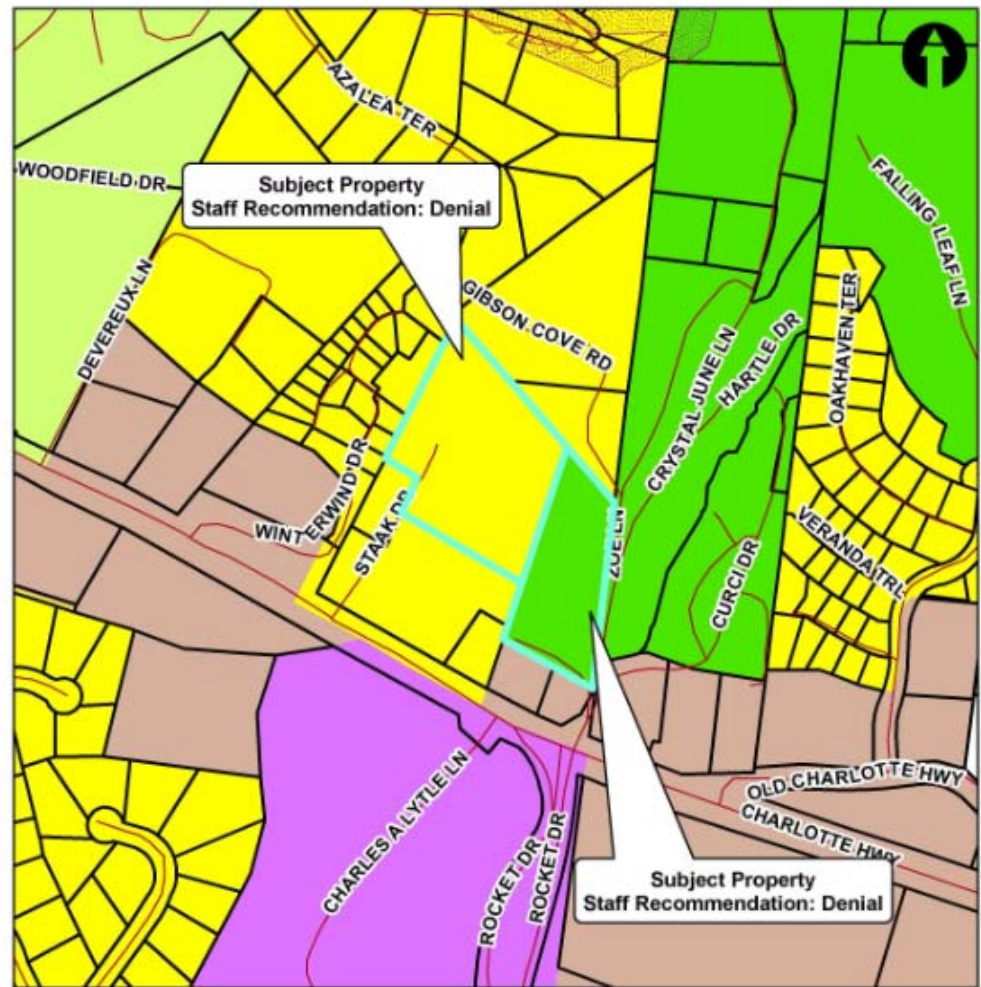 AZALEA TER
WOODFIELD DR
Subject Property
Staff Recommendation: Denial
FALLING LEAF LN
DEVEREUX LN
GIBSON COVE RD
OAKHAVEN TER
CRYSTAL JUNE LN
HARTLE DR
WINTERWIND DR
STAAK DR
ZOE LN
VERANDA TRL
CURCI DR
OLD CHARLOTTE HWY
CHARLOTTE HWY
CHARLES A LYTLE LN
ROCKET DR
ROCKET DR
Subject Property
Staff Recommendation: Denial